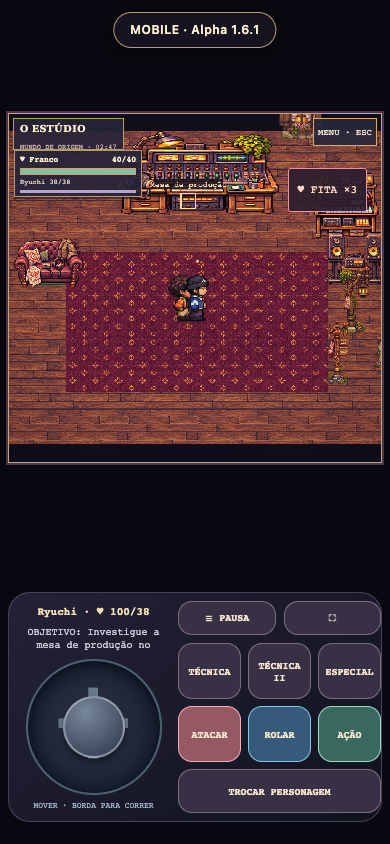 MOBILE · Alpha 1.6.1
O ESTÚDIO
MUNDO DE ORIGEM · 02:47
MENU · ESC
♥ Franco 40/40
Ryuchi 38/38
Mesa de produçã
♥ FITA ×3
Ryuchi · ♥ 100/38
OBJETIVO: Investigue a
mesa de produção no
≡ PAUSA
TÉCNICA
TÉCNICA
II
ESPECIAL
ATACAR
ROLAR
AÇÃO
MOVER · BORDA PARA CORRER
TROCAR PERSONAGEM